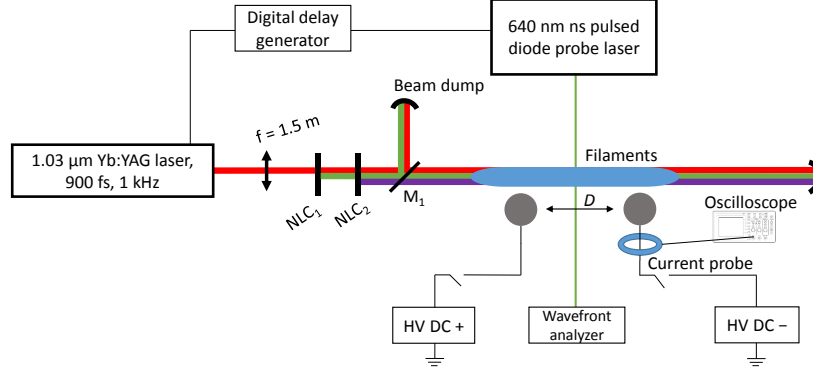 Digital delay
generator
640 nm ns pulsed
diode probe laser
Beam dump
f = 1.5 m
1.03 µm Yb:YAG laser,
900 fs, 1 kHz
Filaments
NLC1
NLC2
M1
D
Oscilloscope
Current probe
HV DC +
Wavefront
analyzer
HV DC −